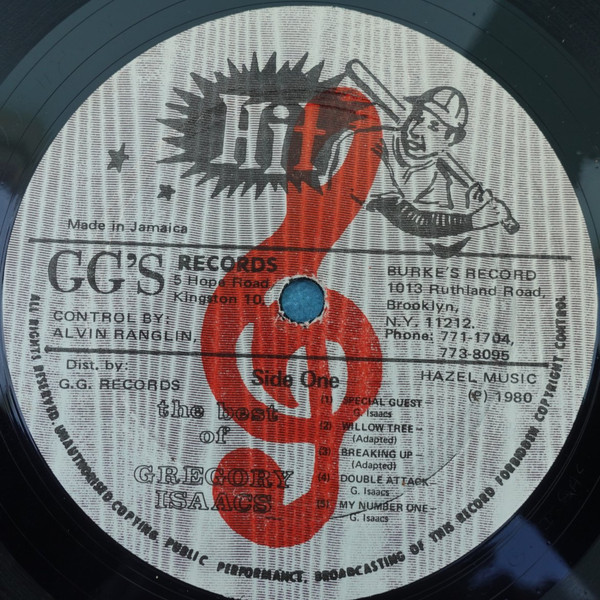 Hit
Made in Jamaica
GG'S RECORDS
5 Hope Road
Kingston 10.
CONTROL BY:
ALVIN RANGLIN,
BURKE'S RECORD
1013 Ruthland Road,
Brooklyn,
N.Y. 11212.
Phone: 771-1704,
773-8095
Dist. by:
G.G. RECORDS
Side One
HAZEL MUSIC
(P) 1980
the best
of
GREGORY
ISAACS
(1) SPECIAL GUEST –
G. Isaacs
(2) WILLOW TREE –
(Adapted)
(3) BREAKING UP –
(Adapted)
(4) DOUBLE ATTACK –
G. Isaacs
(5) MY NUMBER ONE –
G. Isaacs
ALL RIGHTS RESERVED. UNAUTHORISED COPYING, PUBLIC PERFORMANCE, BROADCASTING OF THIS RECORD FORBIDDEN COPYRIGHT CONTROL